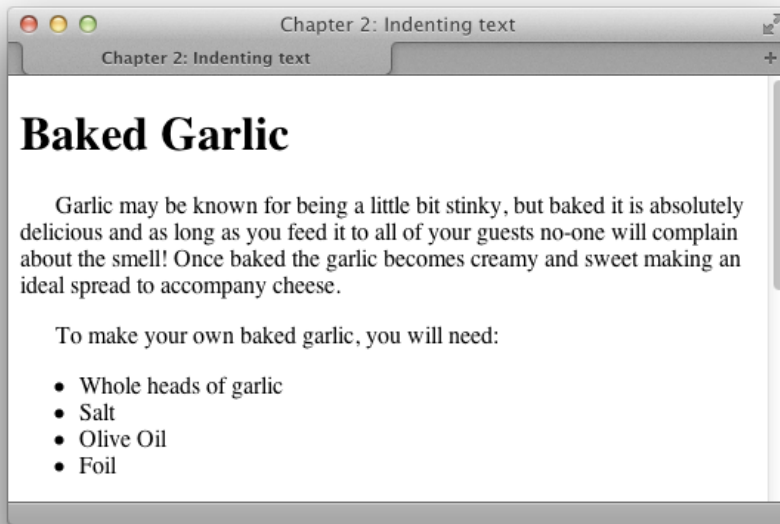 Chapter 2: Indenting text
Chapter 2: Indenting text
Baked Garlic
Garlic may be known for being a little bit stinky, but baked it is absolutely
delicious and as long as you feed it to all of your guests no-one will complain
about the smell! Once baked the garlic becomes creamy and sweet making an
ideal spread to accompany cheese.
To make your own baked garlic, you will need:
• Whole heads of garlic
• Salt
• Olive Oil
• Foil